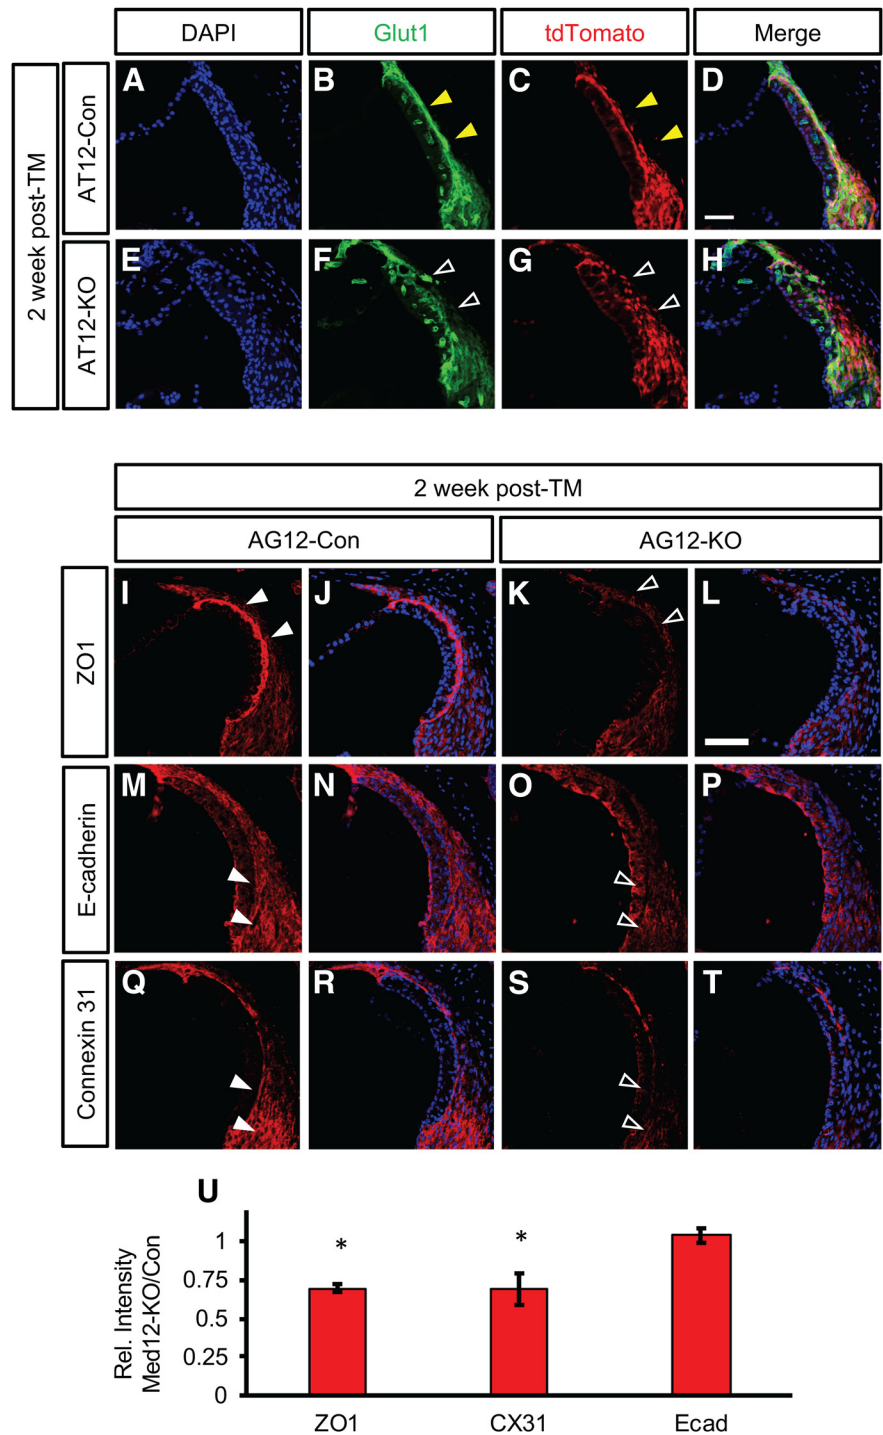 DAPI Glut1 tdTomato Merge
2 week post-TM
AT12-Con
A B C D
AT12-KO
E F G H
2 week post-TM
AG12-Con AG12-KO
ZO1
I J K L
E-cadherin
M N O P
Connexin 31
Q R S T
U
Rel. Intensity
Med12-KO/Con
1
0.75
0.5
0.25
0
* *
ZO1 CX31 Ecad